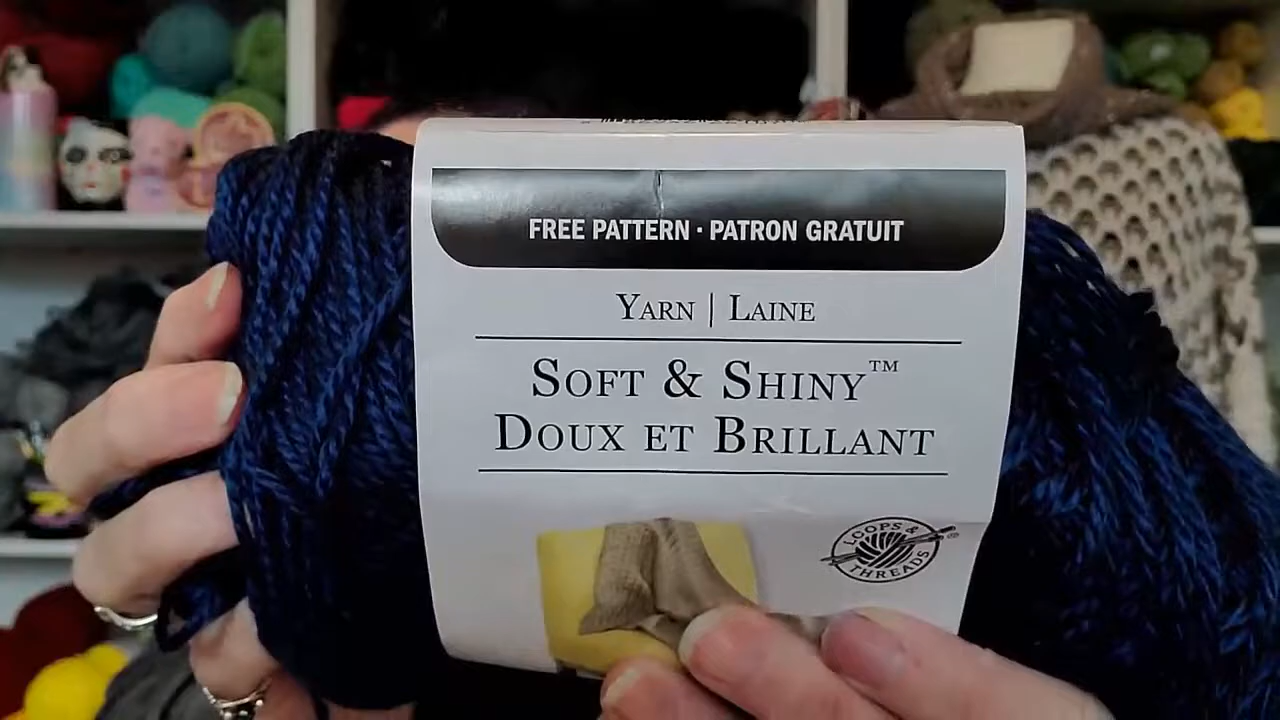 FREE PATTERN · PATRON GRATUIT
YARN | LAINE
SOFT & SHINY™
DOUX ET BRILLANT
LOOPS &
THREADS®